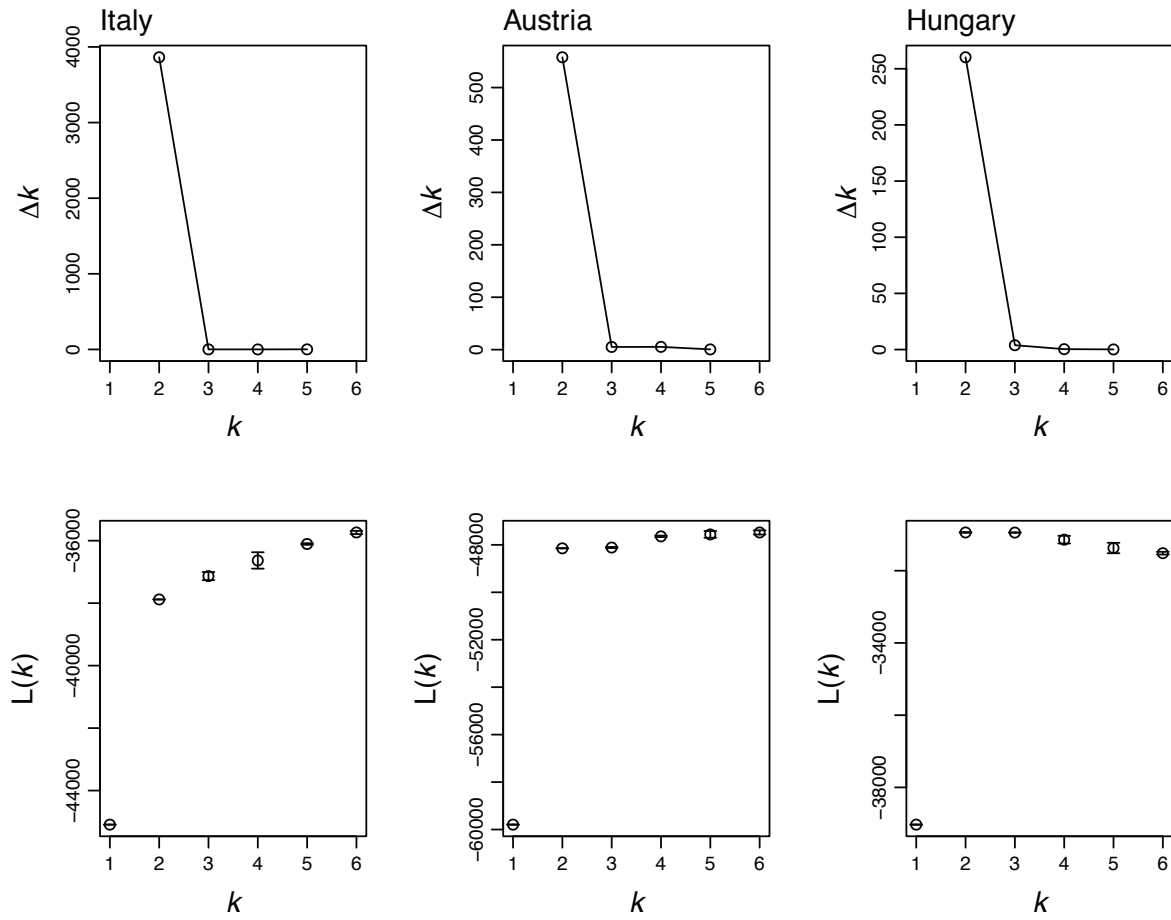 Italy
Δk
4000
3000
2000
1000
0
1 2 3 4 5 6
k
Austria
Δk
500
400
300
200
100
0
1 2 3 4 5 6
k
Hungary
Δk
250
200
150
100
50
0
1 2 3 4 5 6
k
L(k)
-36000
-40000
-44000
1 2 3 4 5 6
k
L(k)
-48000
-52000
-56000
-60000
1 2 3 4 5 6
k
L(k)
-34000
-38000
1 2 3 4 5 6
k